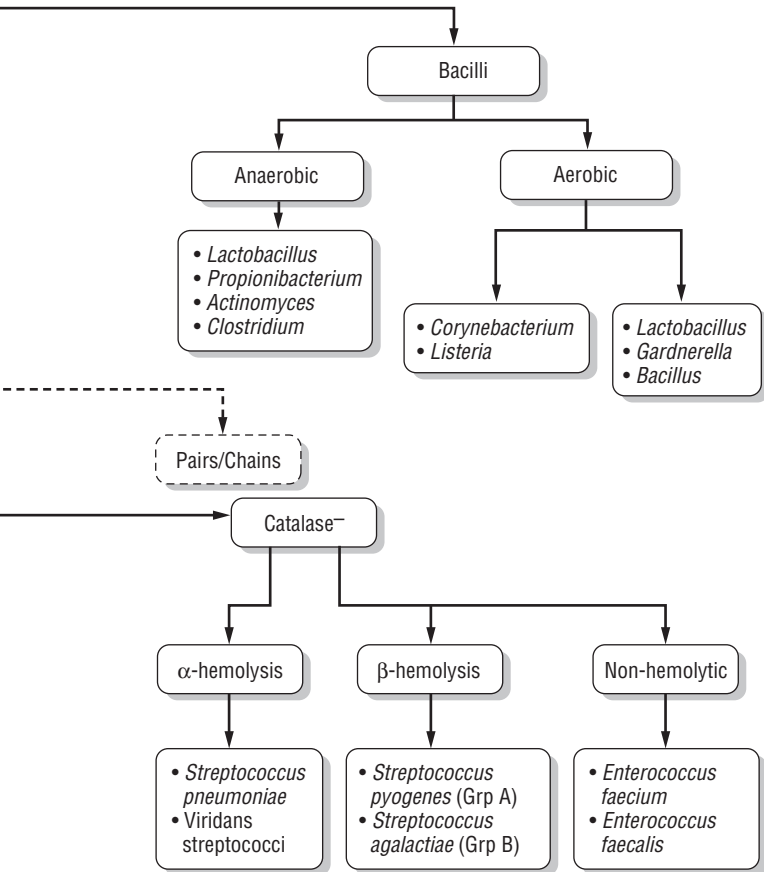 Bacilli
Anaerobic
Aerobic
• Lactobacillus
• Propionibacterium
• Actinomyces
• Clostridium
• Corynebacterium
• Listeria
• Lactobacillus
• Gardnerella
• Bacillus
Pairs/Chains
Catalase–
α-hemolysis
β-hemolysis
Non-hemolytic
• Streptococcus
pneumoniae
• Viridans
streptococci
• Streptococcus
pyogenes (Grp A)
• Streptococcus
agalactiae (Grp B)
• Enterococcus
faecium
• Enterococcus
faecalis